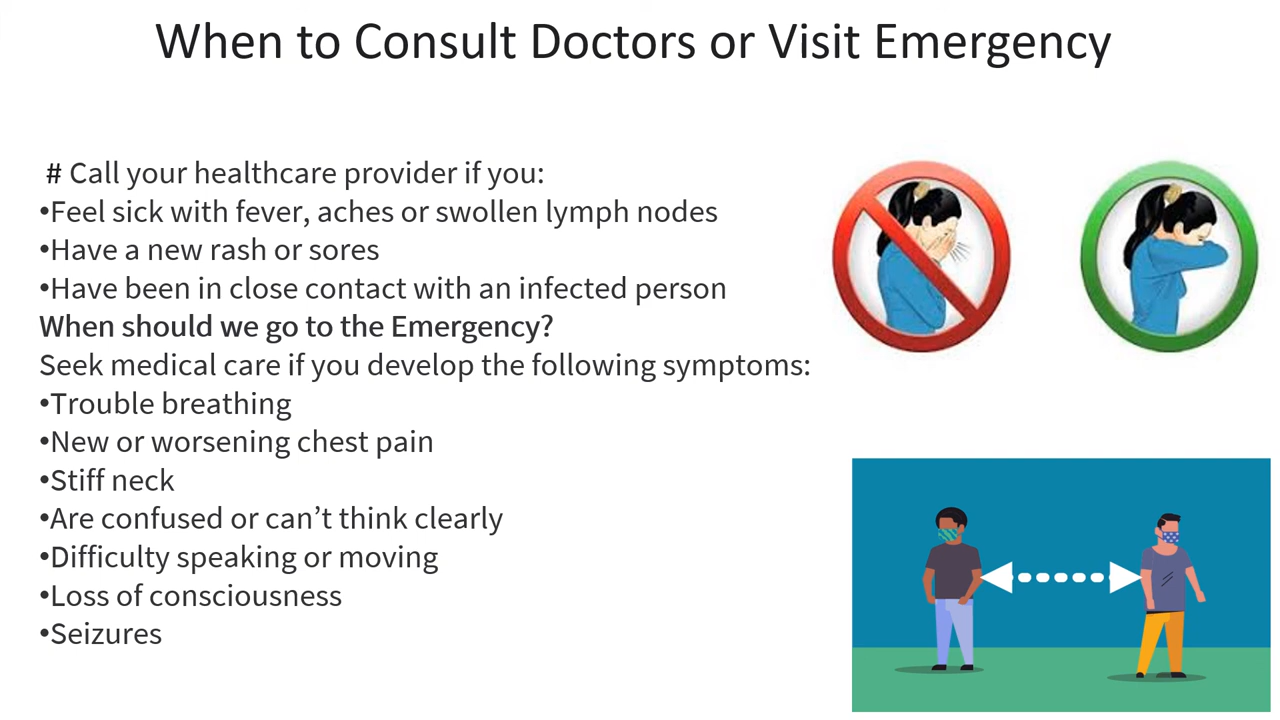 When to Consult Doctors or Visit Emergency
# Call your healthcare provider if you:
•Feel sick with fever, aches or swollen lymph nodes
•Have a new rash or sores
•Have been in close contact with an infected person
When should we go to the Emergency?
Seek medical care if you develop the following symptoms:
•Trouble breathing
•New or worsening chest pain
•Stiff neck
•Are confused or can’t think clearly
•Difficulty speaking or moving
•Loss of consciousness
•Seizures